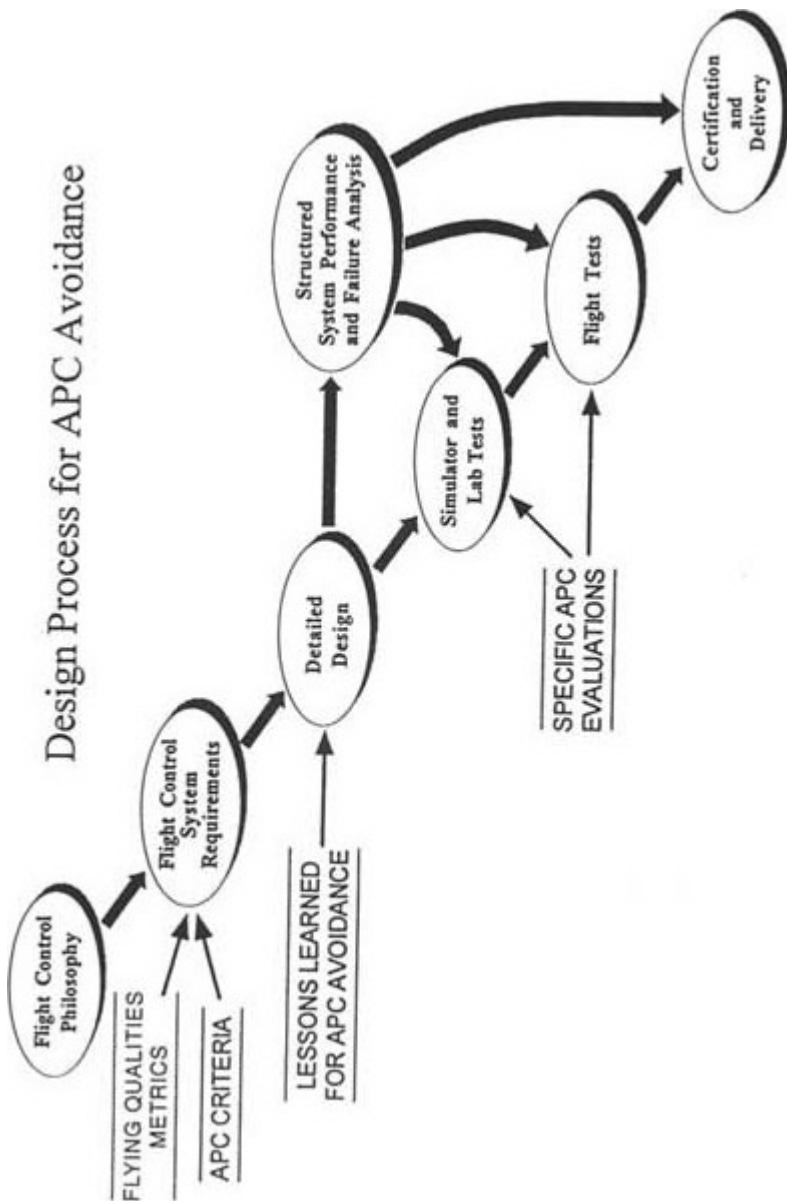 Design Process for APC Avoidance
Flight Control
Philosophy
FLYING QUALITIES
METRICS
APC CRITERIA
Flight Control
System
Requirements
LESSONS LEARNED
FOR APC AVOIDANCE
Detailed
Design
Structured
System Performance
and Failure Analysis
Simulator and
Lab Tests
SPECIFIC APC
EVALUATIONS
Flight Tests
Certification
and
Delivery